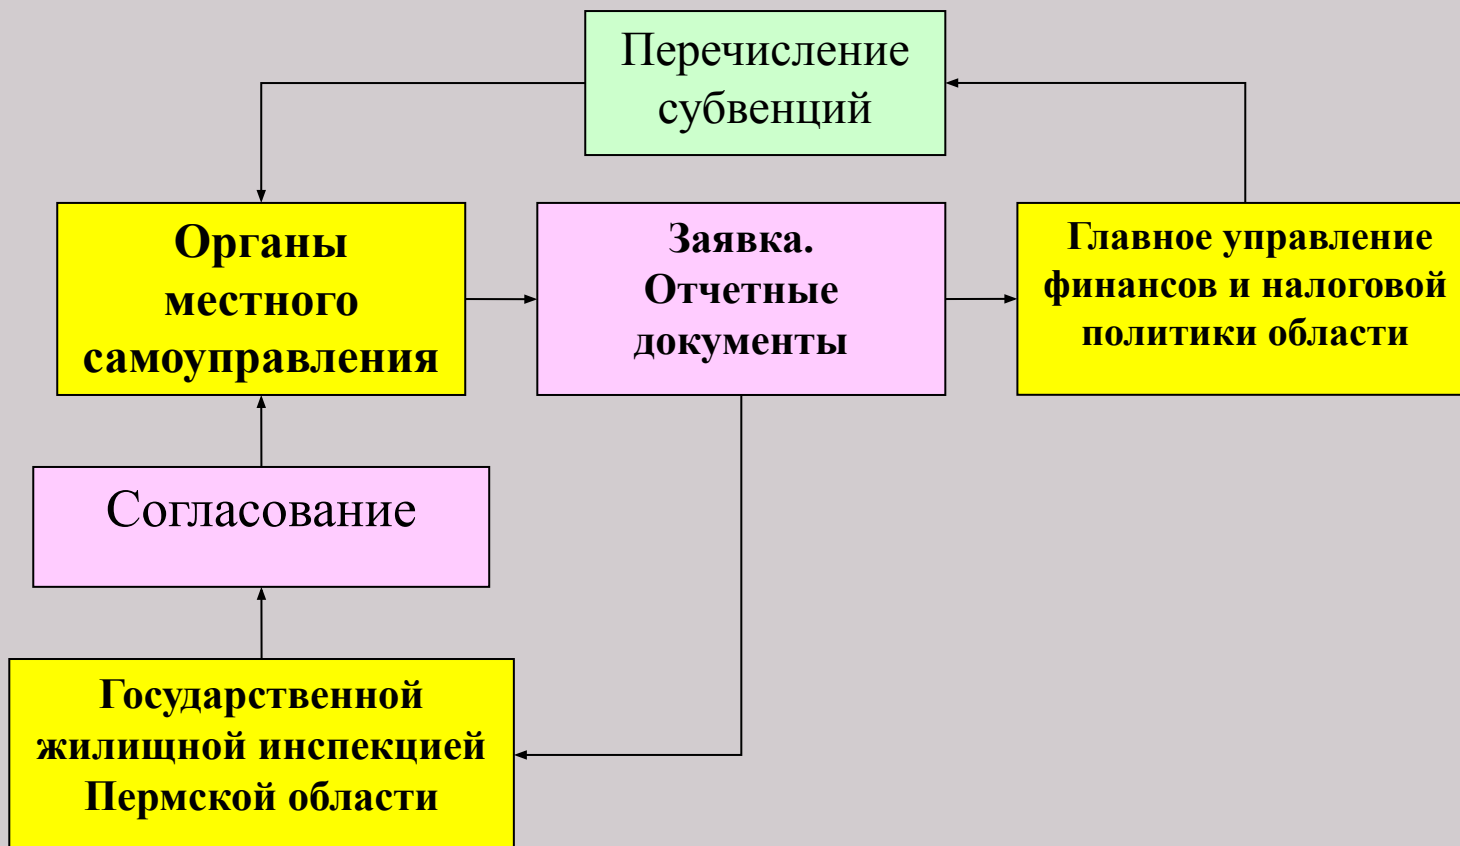 Перечисление
субвенций
Органы
местного
самоуправления
Заявка.
Отчетные
документы
Главное управление
финансов и налоговой
политики области
Согласование
Государственной
жилищной инспекцией
Пермской области